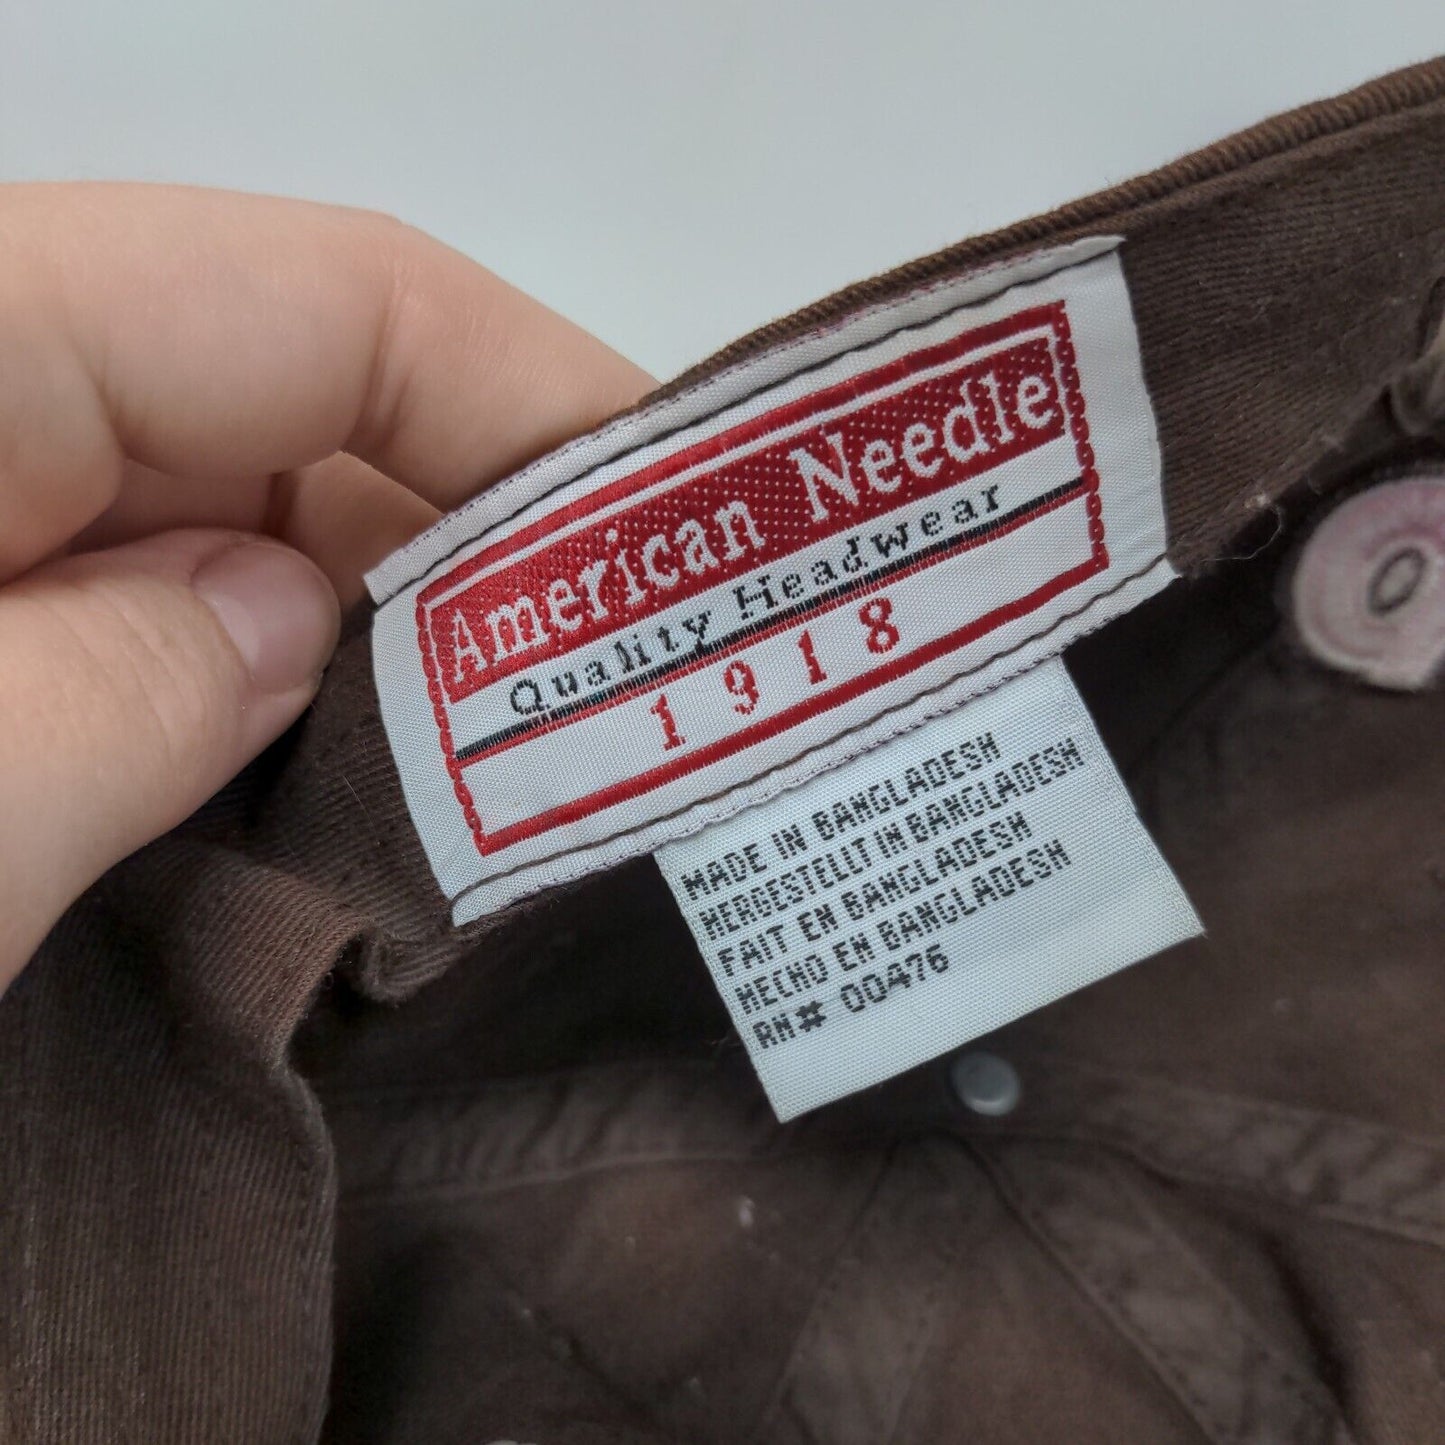 American Needle
Quality Headwear
1918
MADE IN BANGLADESH
HERGESTELLT IN BANGLADESH
FAIT EN BANGLADESH
HECHO EN BANGLADESH
RN# 00476